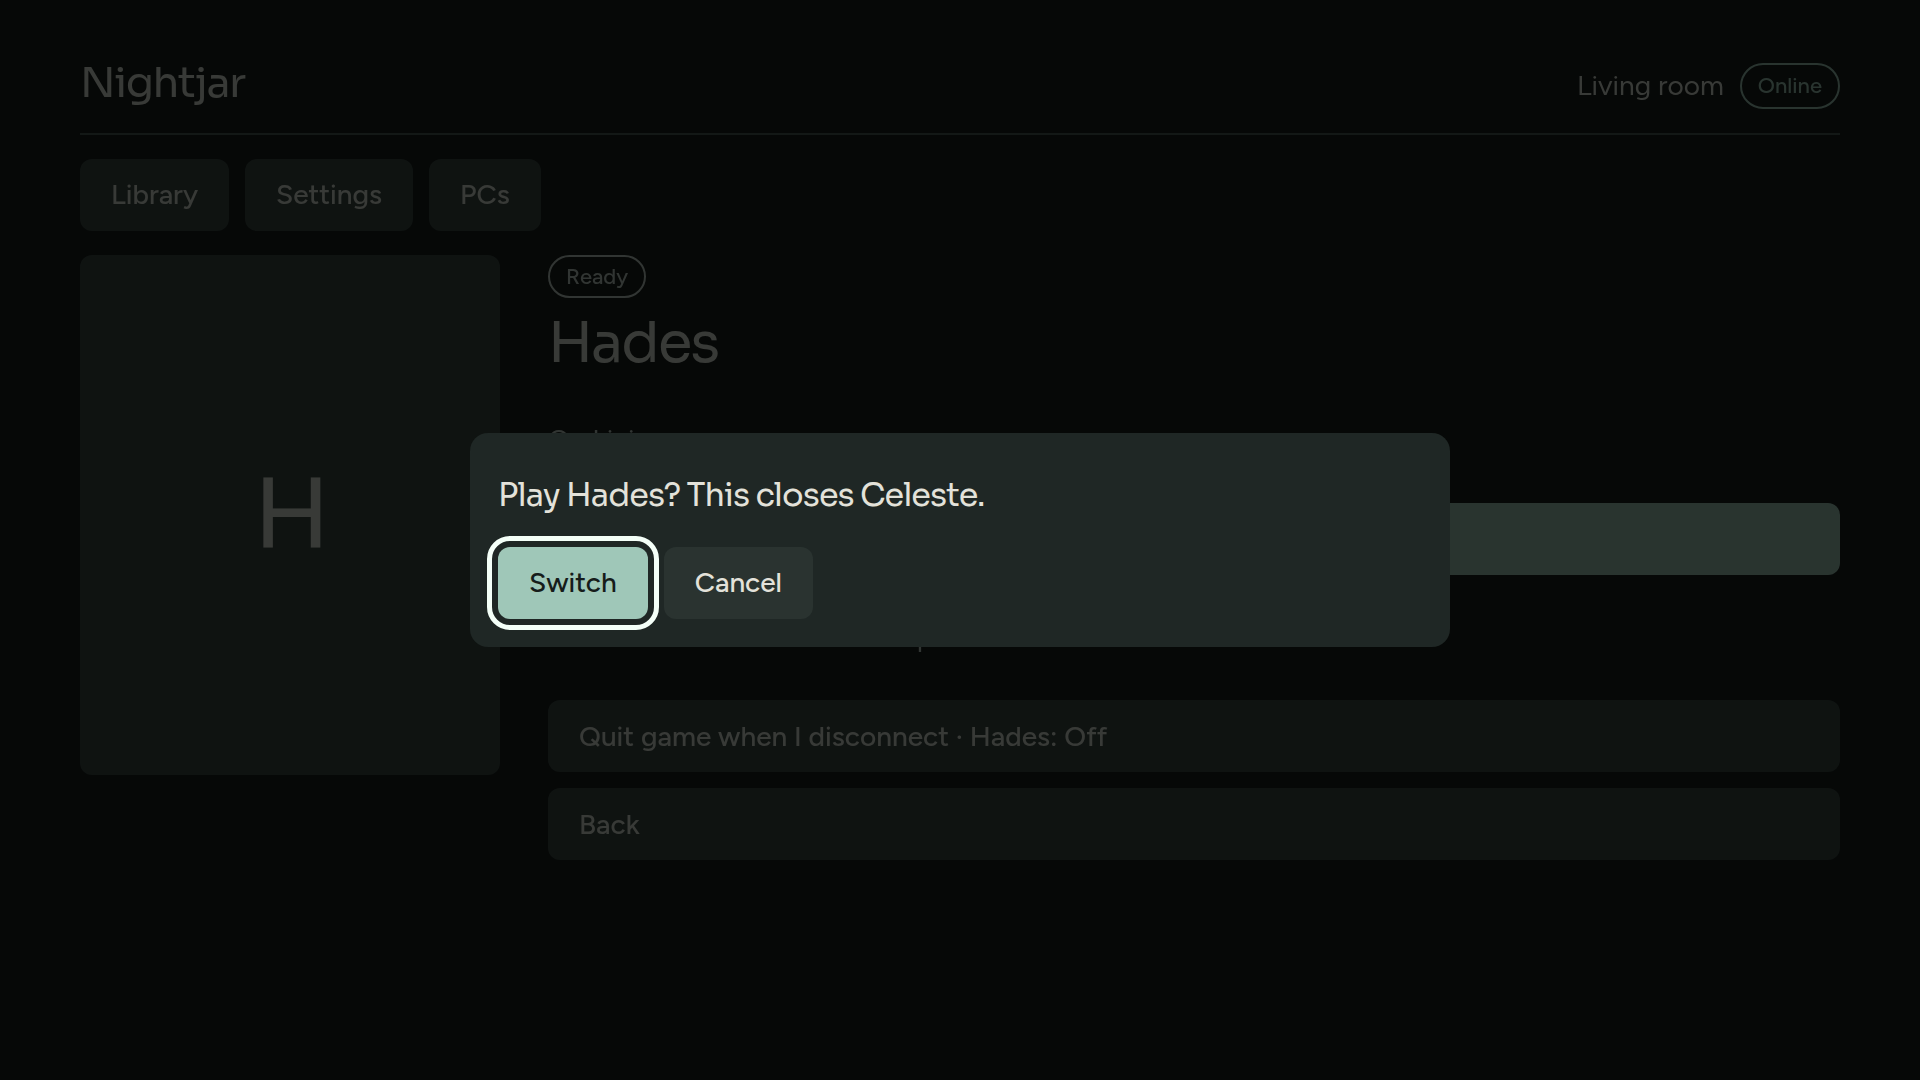 Nightjar
Living room
Online
Library
Settings
PCs
Ready
Hades
H
Play Hades? This closes Celeste.
Switch
Cancel
Quit game when I disconnect · Hades: Off
Back